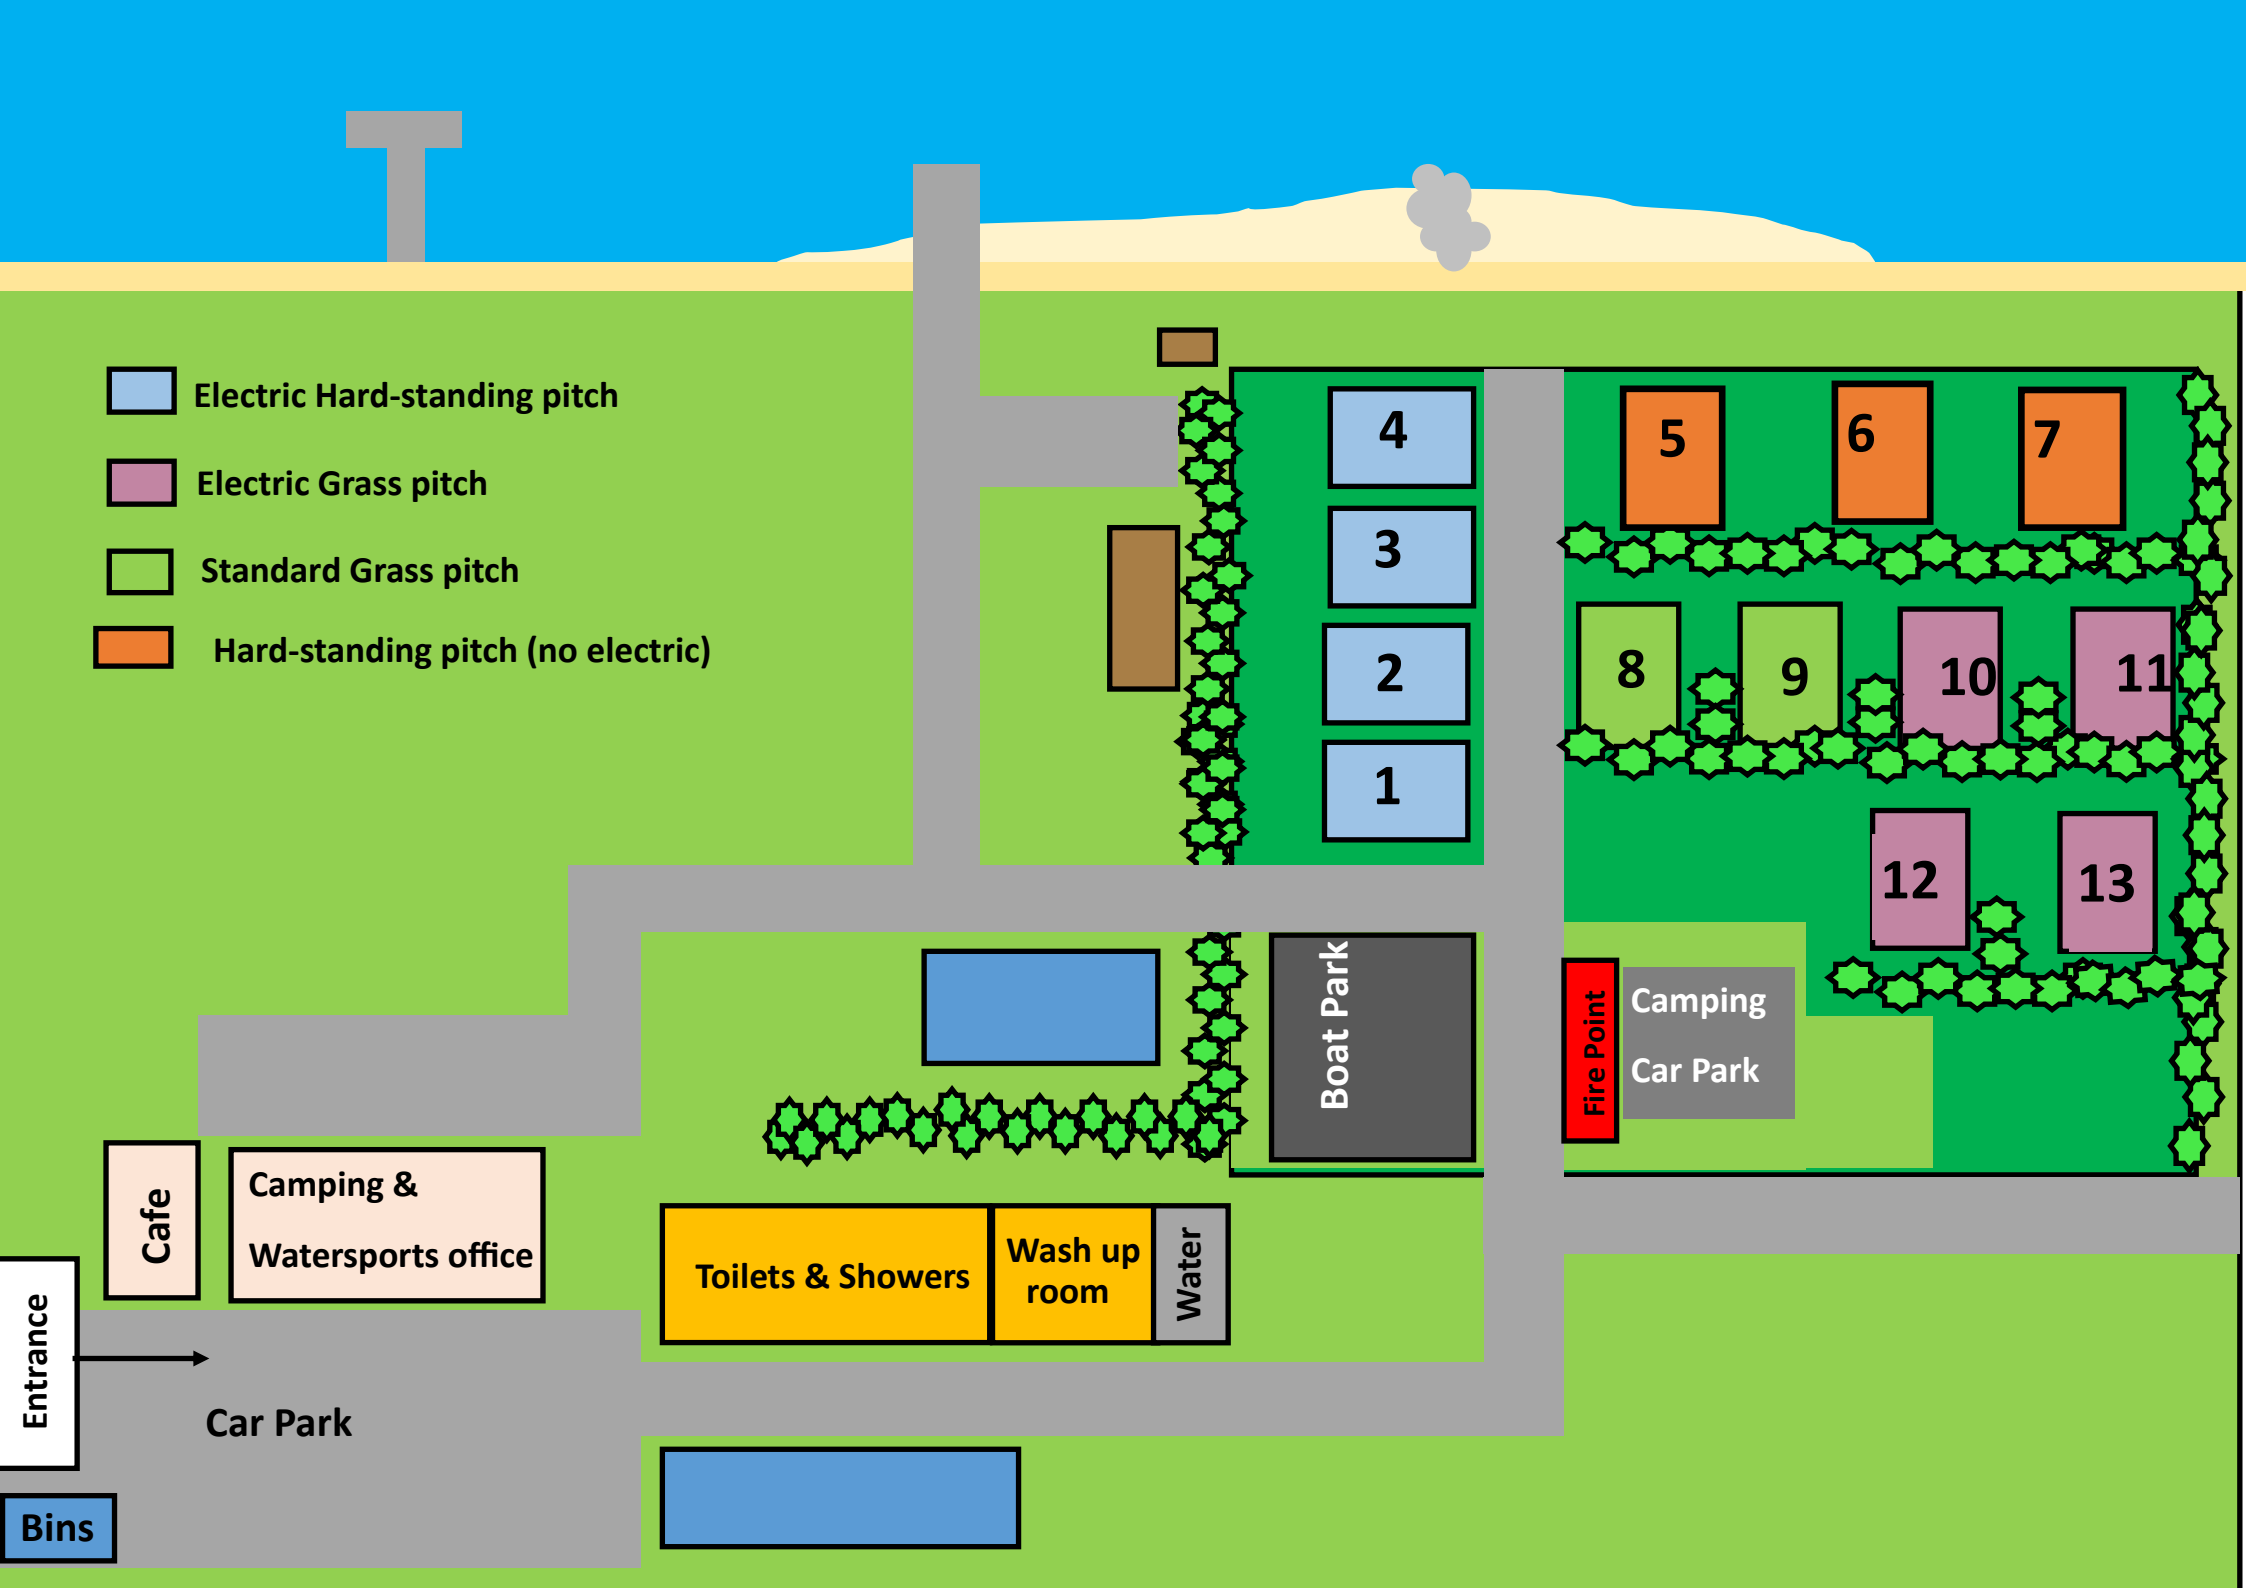 Electric Hard-standing pitch
Electric Grass pitch
Standard Grass pitch
Hard-standing pitch (no electric)
4
3
2
1
5
6
7
8
9
10
11
12
13
Boat Park
Fire Point
Camping
Car Park
Cafe
Camping &
Watersports office
Toilets & Showers
Wash up
room
Water
Entrance
Car Park
Bins